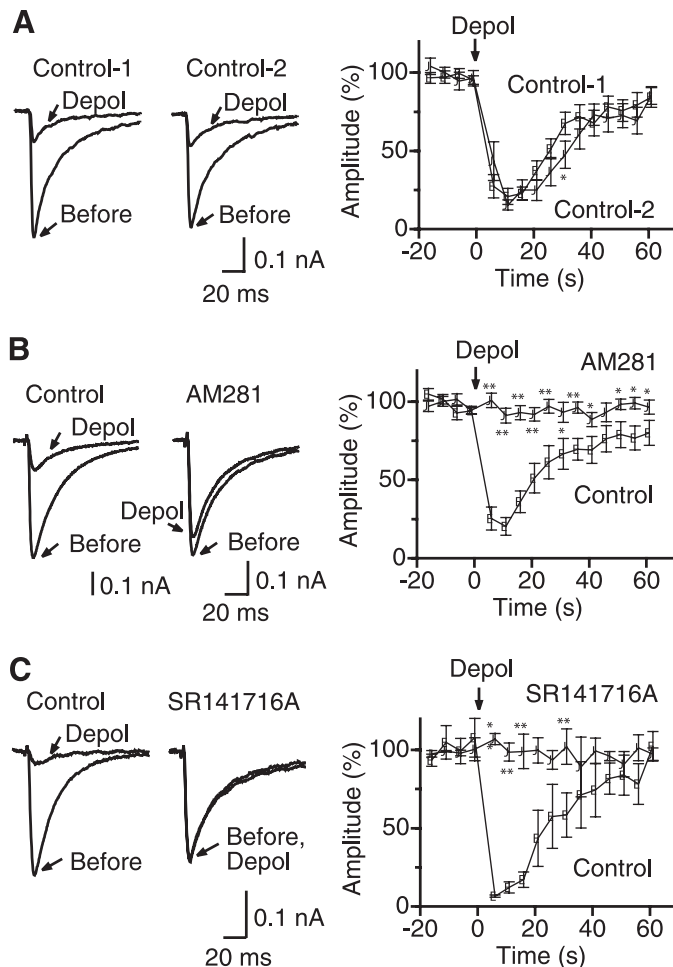 A
Control-1
Control-2
Depol
Depol
Before
Before
0.1 nA
20 ms
Depol
Amplitude (%)
100
50
0
Control-1
*
Control-2
-20 0 20 40 60
Time (s)
B
Control
AM281
Depol
Depol
Before
Before
0.1 nA
0.1 nA
20 ms
Depol
AM281
Amplitude (%)
100
50
0
** ** ** ** ** * ** * * * *
Control
-20 0 20 40 60
Time (s)
C
Control
SR141716A
Depol
Before
Before,
Depol
0.1 nA
20 ms
Depol
SR141716A
Amplitude (%)
100
50
0
* * ** ** **
Control
-20 0 20 40 60
Time (s)